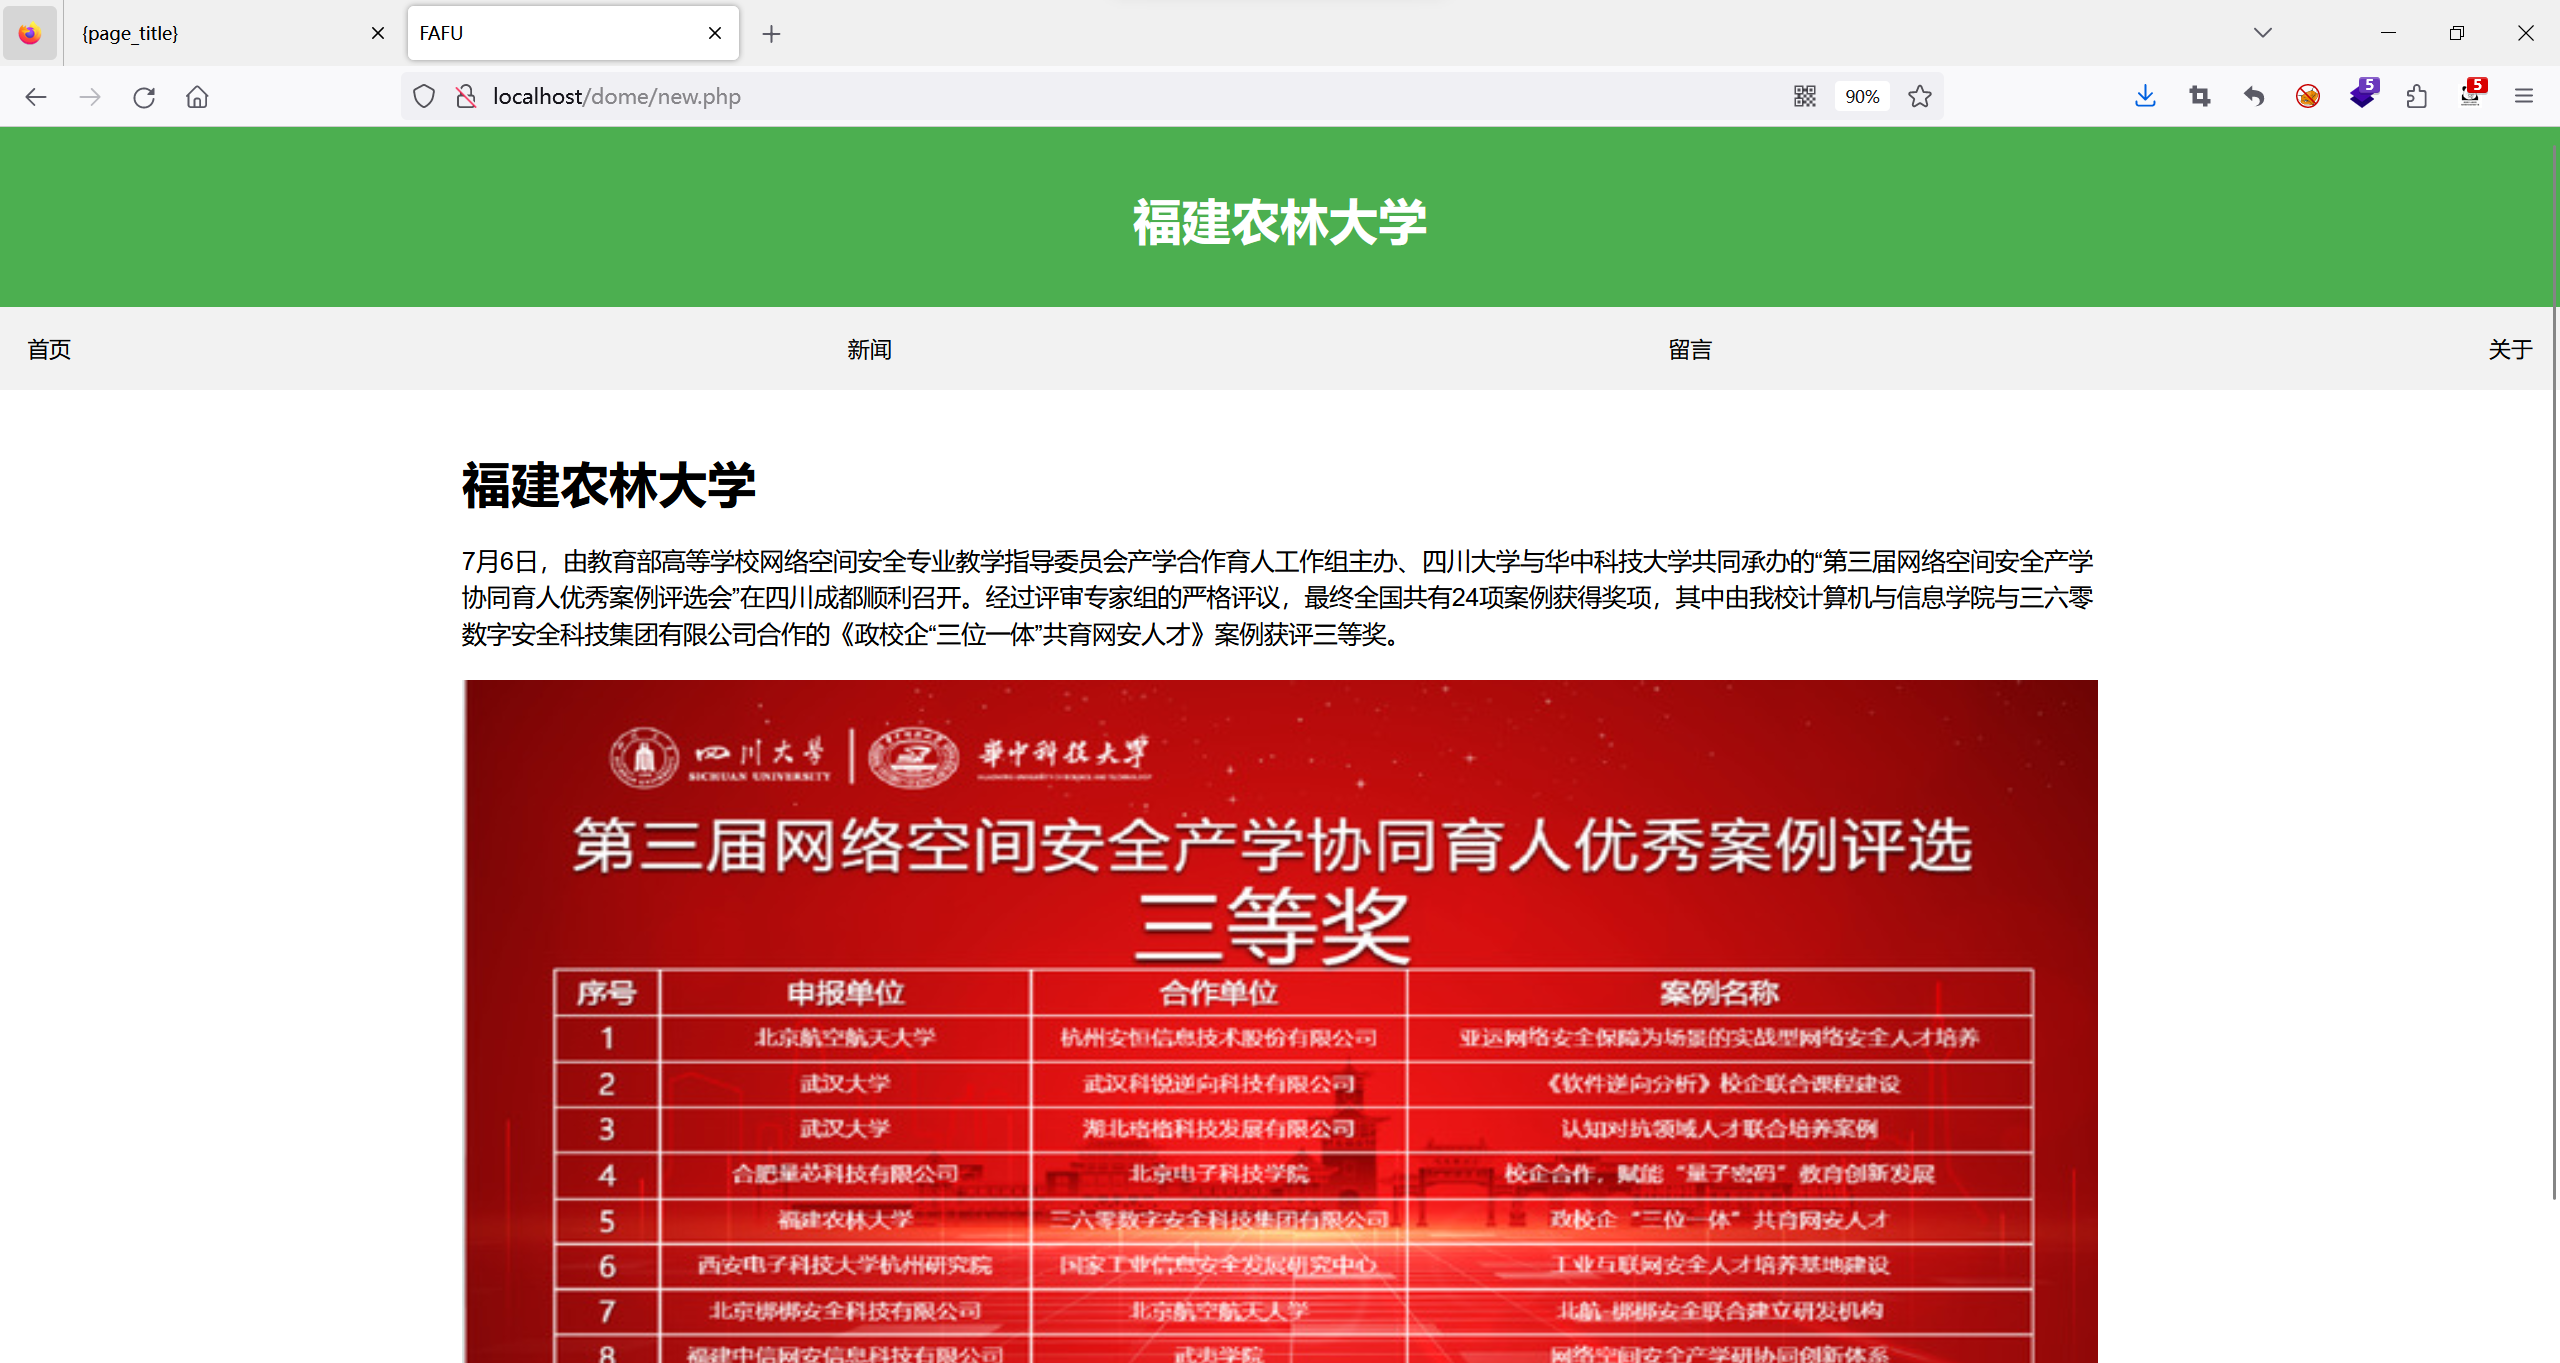 {page_title}
FAFU
localhost/dome/new.php
90%
5
5
福建农林大学
首页 新闻 留言 关于
福建农林大学
7月6日，由教育部高等学校网络空间安全专业教学指导委员会产学合作育人工作组主办、四川大学与华中科技大学共同承办的“第三届网络空间安全产学
协同育人优秀案例评选会”在四川成都顺利召开。经过评审专家组的严格评议，最终全国共有24项案例获得奖项，其中由我校计算机与信息学院与三六零
数字安全科技集团有限公司合作的《政校企“三位一体”共育网安人才》案例获评三等奖。
四川大学 華中科技大学
SICHUAN UNIVERSITY
第三届网络空间安全产学协同育人优秀案例评选
三等奖
序号 申报单位 合作单位 案例名称
1 北京航空航天大学 杭州安恒信息技术股份有限公司 亚运网络安全保障为场景的实战型网络安全人才培养
2 武汉大学 武汉科锐逆向科技有限公司 《软件逆向分析》校企联合课程建设
3 武汉大学 湖北珞格科技发展有限公司 认知对抗领域人才联合培养案例
4 合肥量芯科技有限公司 北京电子科技学院 校企合作，赋能“量子密码”教育创新发展
5 福建农林大学 三六零数字安全科技集团有限公司 政校企“三位一体”共育网安人才
6 西安电子科技大学杭州研究院 国家工业信息安全发展研究中心 工业互联网安全人才培养基地建设
7 北京梆梆安全科技有限公司 北京航空航天大学 北航-梆梆安全联合建立研发机构
8 福建中信网安信息科技有限公司 武夷学院 网络空间安全产学研协同创新体系